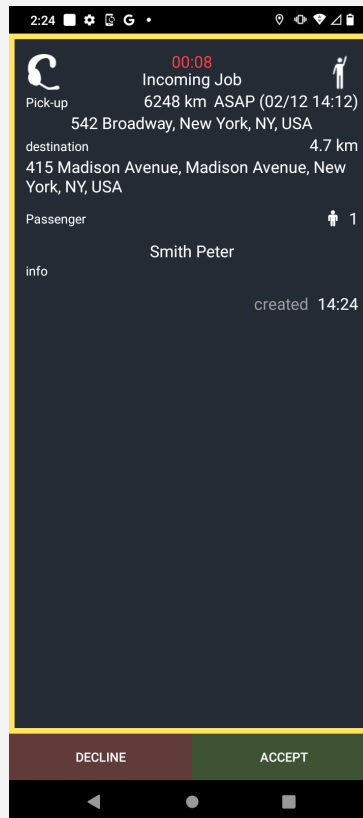 2:24 G
00:08
Incoming Job
Pick-up 6248 km ASAP (02/12 14:12)
542 Broadway, New York, NY, USA
destination 4.7 km
415 Madison Avenue, Madison Avenue, New
York, NY, USA
Passenger 1
Smith Peter
info
created 14:24
DECLINE ACCEPT